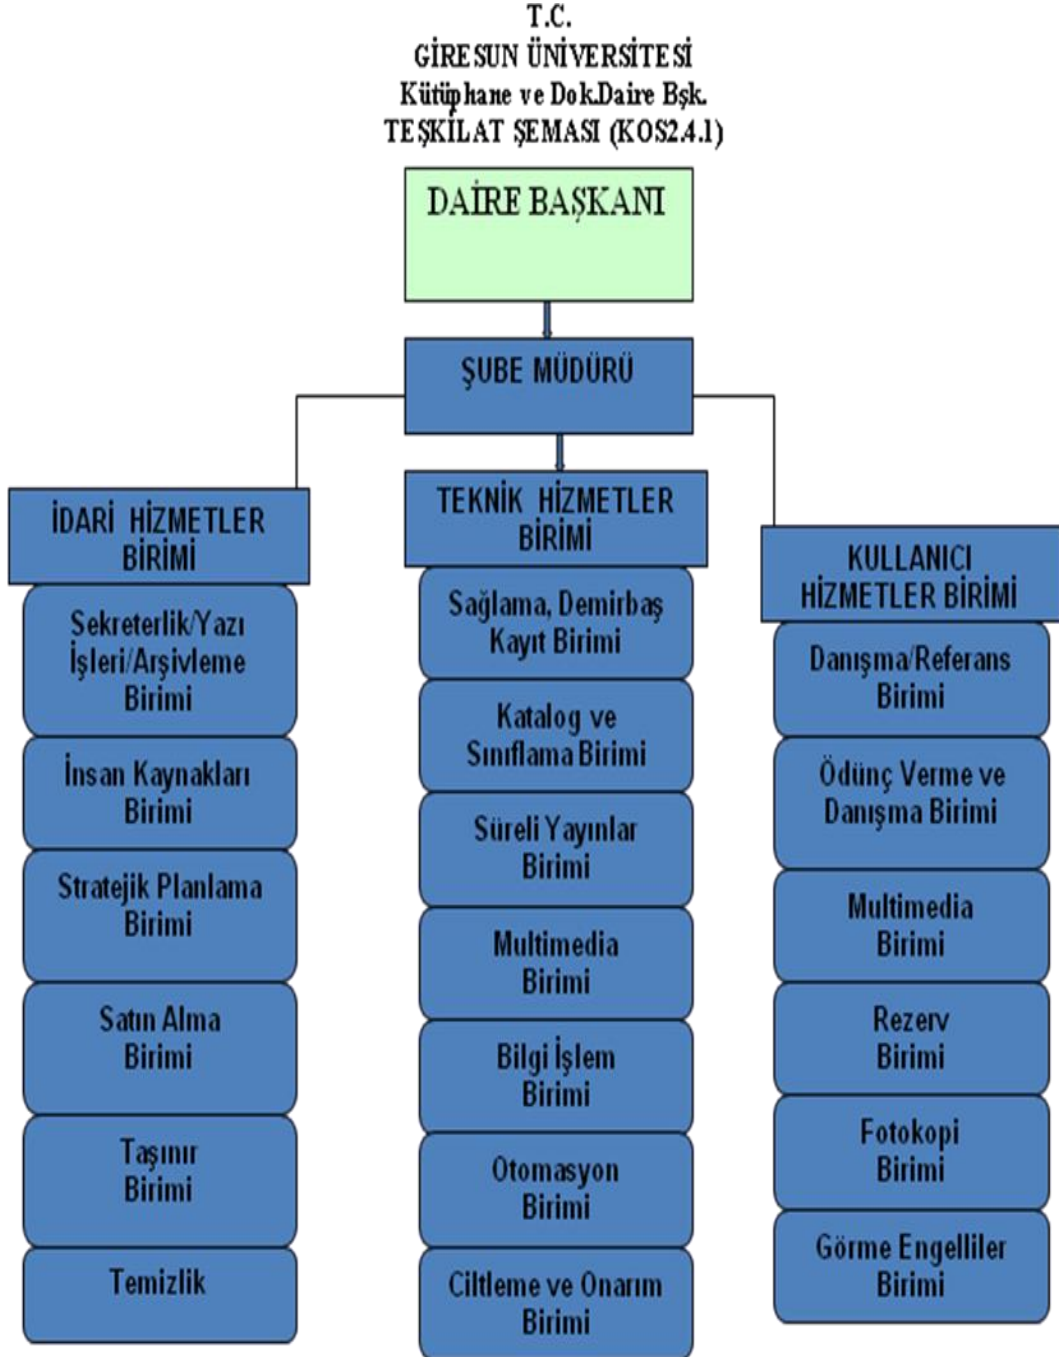 T.C.
GİRESUN ÜNİVERSİTESİ
Kütüphane ve Dok.Daire Bşk.
TEŞKİLAT ŞEMASI (KOS2.4.1)
DAİRE BAŞKANI
ŞUBE MÜDÜRÜ
İDARİ HİZMETLER
BİRİMİ
Sekreterlik/Yazı
İşleri/Arşivleme
Birimi
İnsan Kaynakları
Birimi
Stratejik Planlama
Birimi
Satın Alma
Birimi
Taşınır
Birimi
Temizlik
TEKNİK HİZMETLER
BİRİMİ
Sağlama, Demirbaş
Kayıt Birimi
Katalog ve
Sınıflama Birimi
Süreli Yayınlar
Birimi
Multimedia
Birimi
Bilgi İşlem
Birimi
Otomasyon
Birimi
Ciltleme ve Onarım
Birimi
KULLANICI
HİZMETLER BİRİMİ
Danışma/Referans
Birimi
Ödünç Verme ve
Danışma Birimi
Multimedia
Birimi
Rezerv
Birimi
Fotokopi
Birimi
Görme Engelliler
Birimi